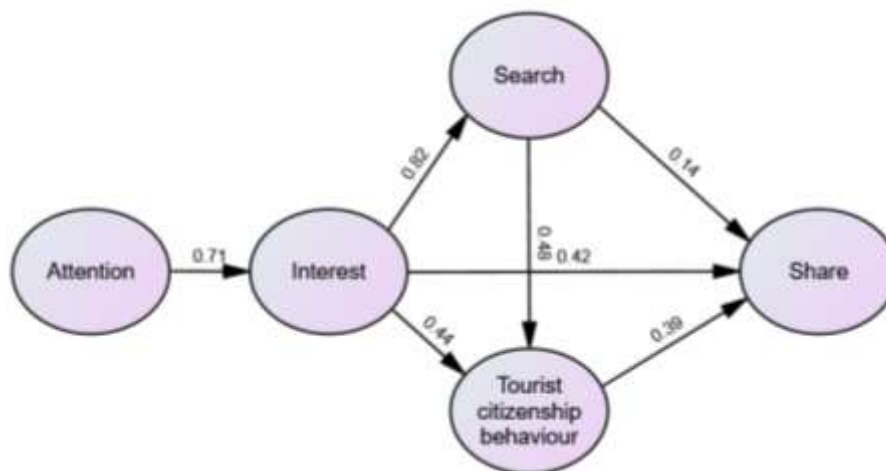 Search
0.82
0.14
0.48
Attention
0.71
Interest
0.42
Share
0.44
0.39
Tourist
citizenship
behaviour